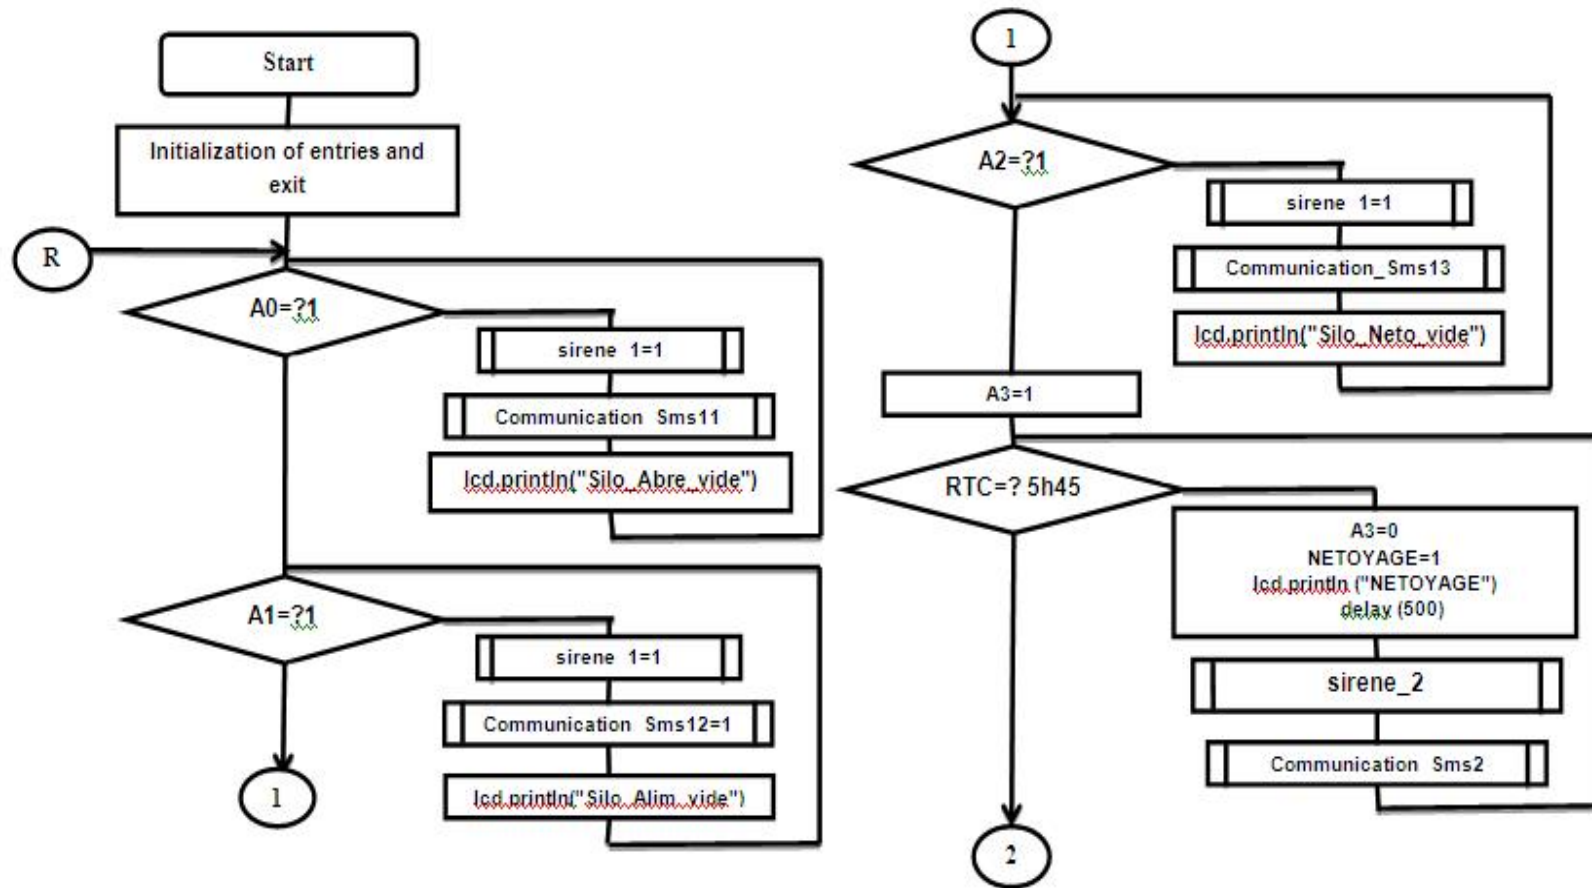 Start
Initialization of entries and
exit
R
A0=?1
sirene 1=1
Communication Sms11
lcd.println("Silo_Abre_vide")
A1=?1
sirene 1=1
Communication Sms12=1
lcd.println("Silo_Alim_vide")
1
1
A2=?1
sirene 1=1
Communication_Sms13
lcd.println("Silo_Neto_vide")
A3=1
RTC=? 5h45
A3=0
NETOYAGE=1
lcd.println ("NETOYAGE")
delay (500)
sirene_2
Communication Sms2
2